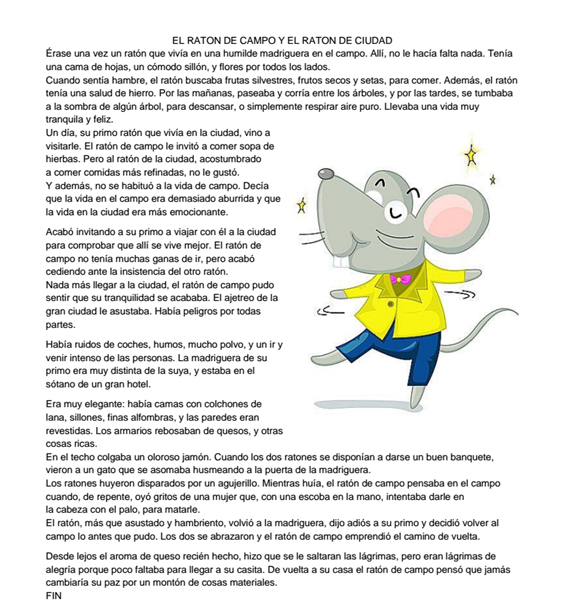 EL RATON DE CAMPO Y EL RATON DE CIUDAD
Érase una vez un ratón que vivía en una humilde madriguera en el campo. Allí, no le hacía falta nada. Tenía
una cama de hojas, un cómodo sillón, y flores por todos los lados.
Cuando sentía hambre, el ratón buscaba frutas silvestres, frutos secos y setas, para comer. Además, el ratón
tenía una salud de hierro. Por las mañanas, paseaba y corría entre los árboles, y por las tardes, se tumbaba
a la sombra de algún árbol, para descansar, o simplemente respirar aire puro. Llevaba una vida muy
tranquila y feliz.
Un día, su primo ratón que vivía en la ciudad, vino a
visitarle. El ratón de campo le invitó a comer sopa de
hierbas. Pero al ratón de la ciudad, acostumbrado
a comer comidas más refinadas, no le gustó.
Y además, no se habituó a la vida de campo. Decía
que la vida en el campo era demasiado aburrida y que
la vida en la ciudad era más emocionante.
Acabó invitando a su primo a viajar con él a la ciudad
para comprobar que allí se vive mejor. El ratón de
campo no tenía muchas ganas de ir, pero acabó
cediendo ante la insistencia del otro ratón.
Nada más llegar a la ciudad, el ratón de campo pudo
sentir que su tranquilidad se acababa. El ajetreo de la
gran ciudad le asustaba. Había peligros por todas
partes.
Había ruidos de coches, humos, mucho polvo, y un ir y
venir intenso de las personas. La madriguera de su
primo era muy distinta de la suya, y estaba en el
sótano de un gran hotel.
Era muy elegante: había camas con colchones de
lana, sillones, finas alfombras, y las paredes eran
revestidas. Los armarios rebosaban de quesos, y otras
cosas ricas.
En el techo colgaba un oloroso jamón. Cuando los dos ratones se disponían a darse un buen banquete,
vieron a un gato que se asomaba husmeando a la puerta de la madriguera.
Los ratones huyeron disparados por un agujerillo. Mientras huía, el ratón de campo pensaba en el campo
cuando, de repente, oyó gritos de una mujer que, con una escoba en la mano, intentaba darle en
la cabeza con el palo, para matarle.
El ratón, más que asustado y hambriento, volvió a la madriguera, dijo adiós a su primo y decidió volver al
campo lo antes que pudo. Los dos se abrazaron y el ratón de campo emprendió el camino de vuelta.
Desde lejos el aroma de queso recién hecho, hizo que se le saltaran las lágrimas, pero eran lágrimas de
alegría porque poco faltaba para llegar a su casita. De vuelta a su casa el ratón de campo pensó que jamás
cambiaría su paz por un montón de cosas materiales.
FIN